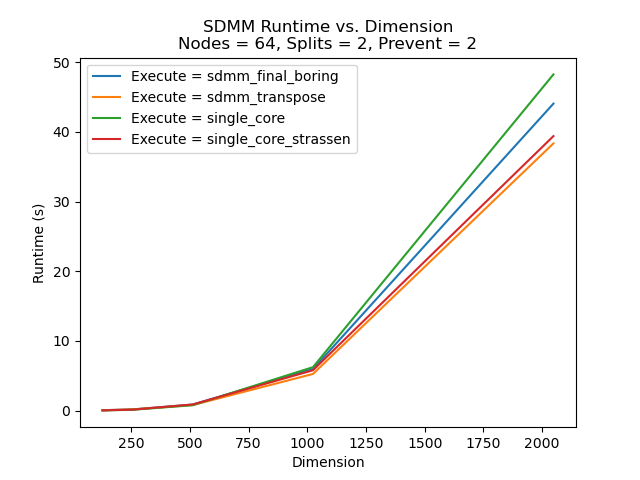 SDMM Runtime vs. Dimension
Nodes = 64, Splits = 2, Prevent = 2
Execute = sdmm_final_boring
Execute = sdmm_transpose
Execute = single_core
Execute = single_core_strassen
Runtime (s)
50
40
30
20
10
0
250 500 750 1000 1250 1500 1750 2000
Dimension